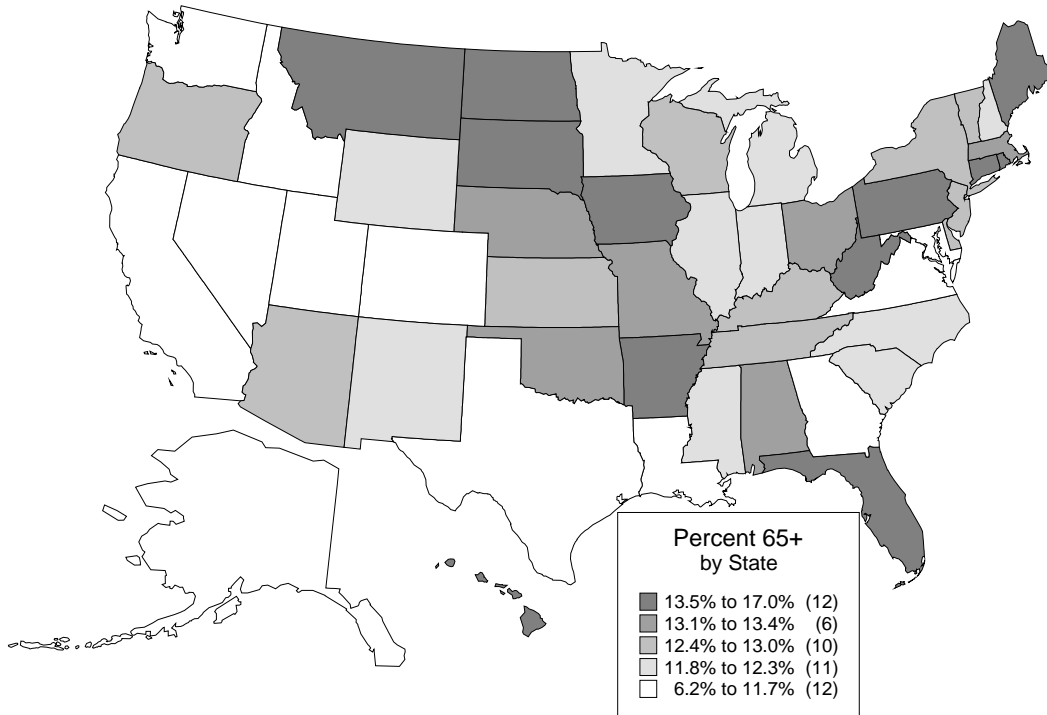 Percent 65+
by State
13.5% to 17.0% (12)
13.1% to 13.4% (6)
12.4% to 13.0% (10)
11.8% to 12.3% (11)
6.2% to 11.7% (12)